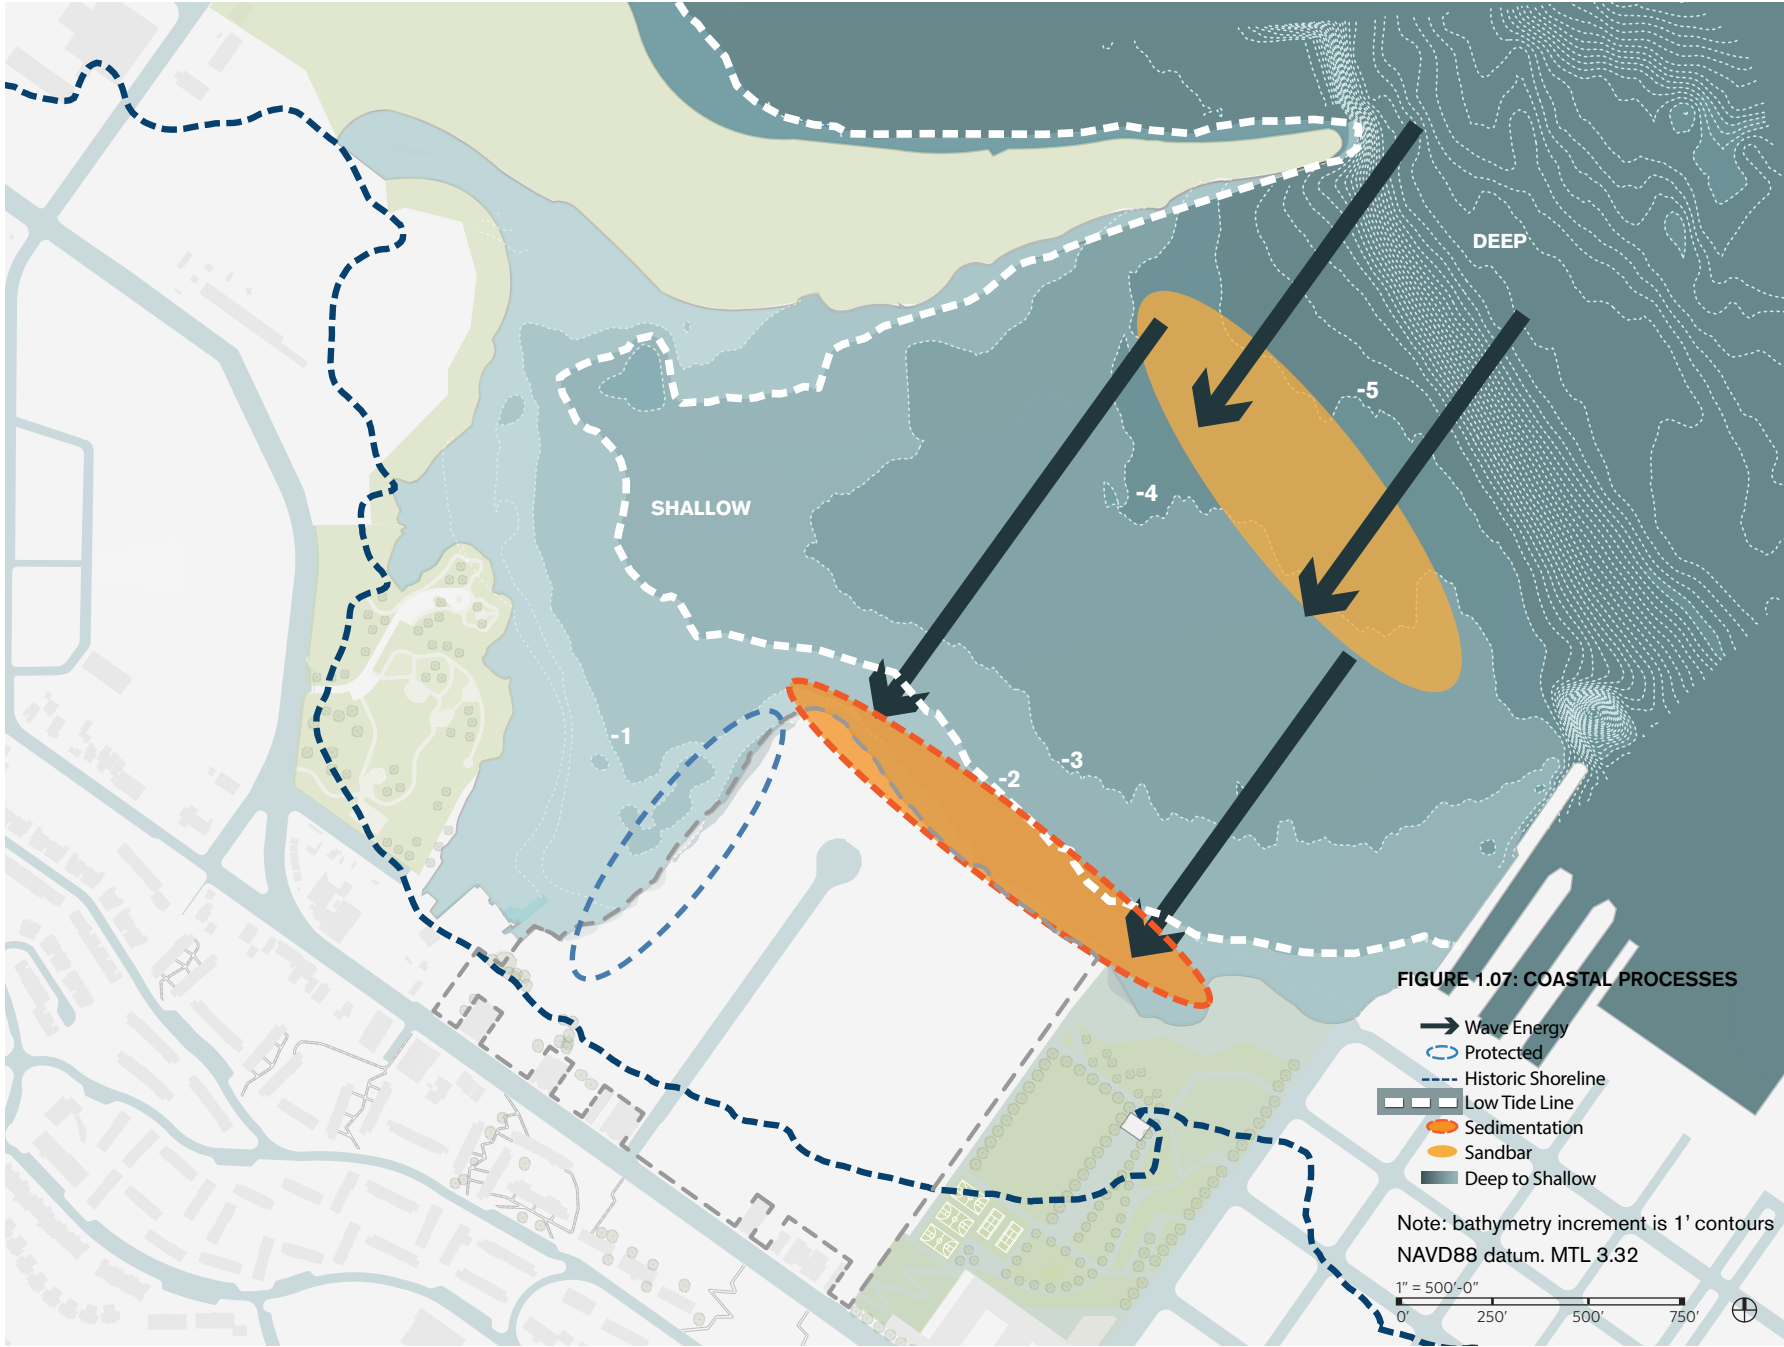 DEEP
-5
-4
SHALLOW
-1
-3
-2
FIGURE 1.07: COASTAL PROCESSES
Wave Energy
Protected
Historic Shoreline
Low Tide Line
Sedimentation
Sandbar
Deep to Shallow
Note: bathymetry increment is 1’ contours
NAVD88 datum. MTL 3.32
1” = 500’-0”
0’ 250’ 500’ 750’